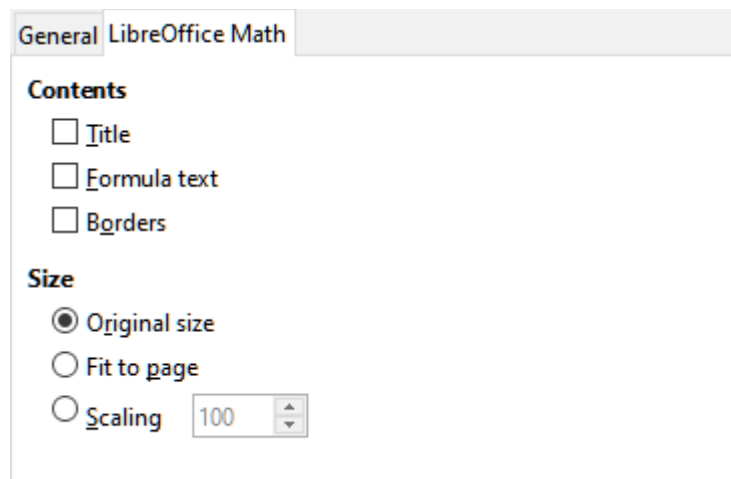 General LibreOffice Math
Contents
Title
Formula text
Borders
Size
Original size
Fit to page
Scaling 100